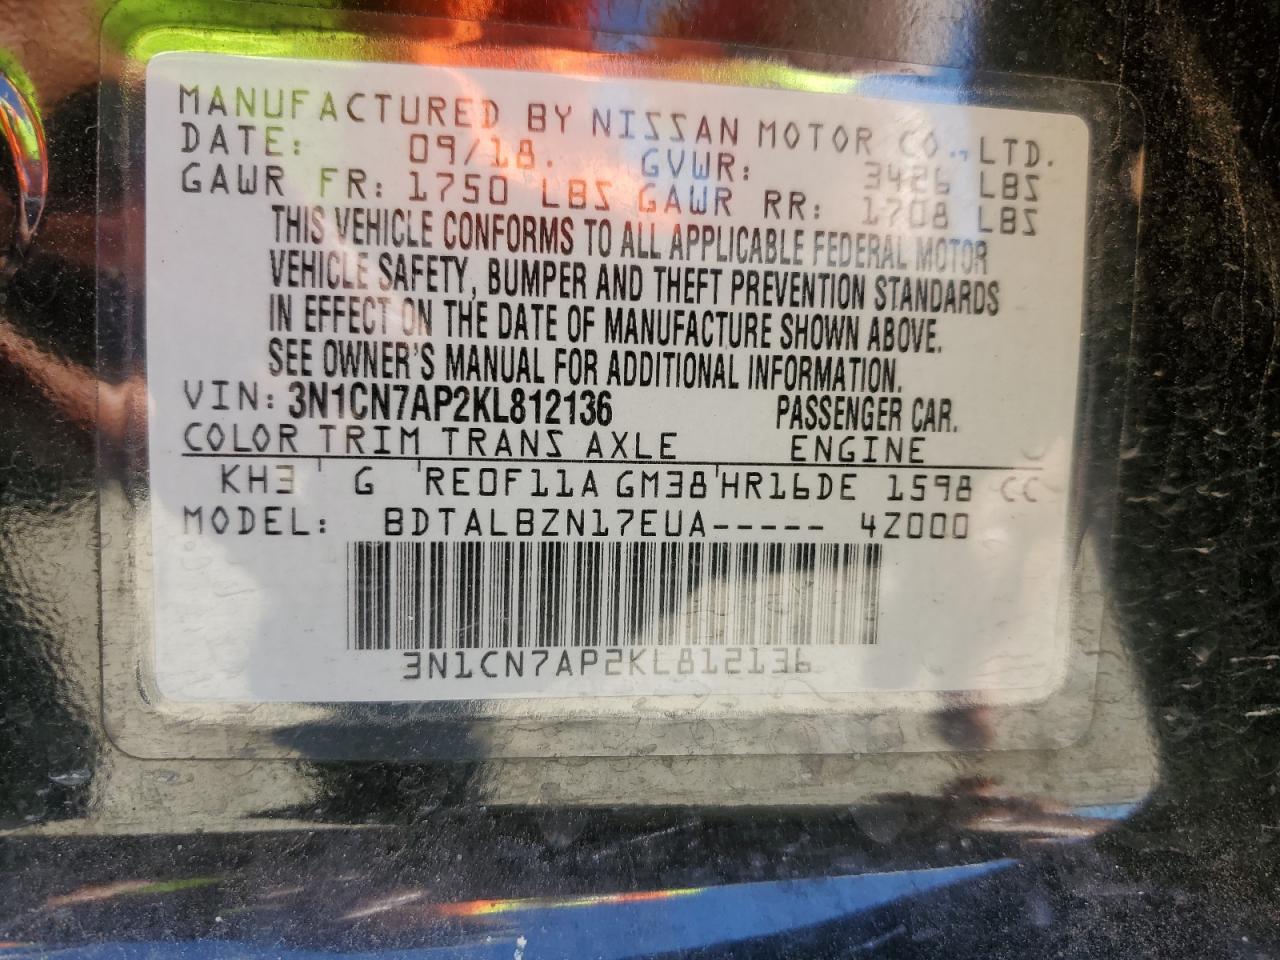 MANUFACTURED BY NISSAN MOTOR CO., LTD.
DATE: 09/18. GVWR: 3426 LBS
GAWR FR: 1750 LBS GAWR RR: 1708 LBS
THIS VEHICLE CONFORMS TO ALL APPLICABLE FEDERAL MOTOR
VEHICLE SAFETY, BUMPER AND THEFT PREVENTION STANDARDS
IN EFFECT ON THE DATE OF MANUFACTURE SHOWN ABOVE.
SEE OWNER'S MANUAL FOR ADDITIONAL INFORMATION.
VIN: 3N1CN7AP2KL812136 PASSENGER CAR.
COLOR TRIM TRANS AXLE ENGINE
KH3 ' G 'RE0F11A GM38'HR16DE 1598 CC
MODEL: BDTALBZN17EUA----- 4Z000
3N1CN7AP2KL812136